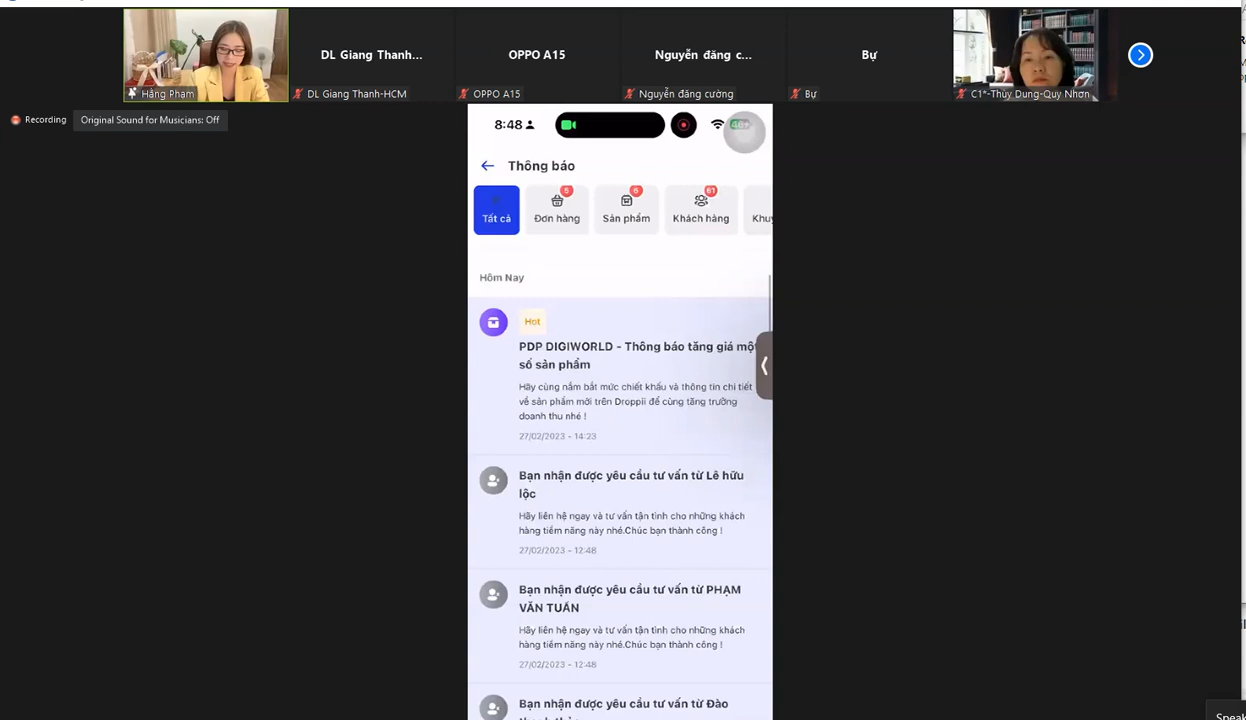 DL Giang Thanh...
OPPO A15
Nguyễn đăng c...
Bự
Hằng Phạm
DL Giang Thanh-HCM
OPPO A15
Nguyễn đăng cường
Bự
C1*-Thùy Dung-Quy Nhơn
Recording
Original Sound for Musicians: Off
8:48
Thông báo
5
6
61
Tất cả
Đơn hàng
Sản phẩm
Khách hàng
Khuy
Hôm Nay
Hot
PDP DIGIWORLD - Thông báo tăng giá một
số sản phẩm
Hãy cùng nắm bắt mức chiết khấu và thông tin chi tiết
về sản phẩm mới trên Droppii để cùng tăng trưởng
doanh thu nhé !
27/02/2023 - 14:23
Bạn nhận được yêu cầu tư vấn từ Lê hữu
lộc
Hãy liên hệ ngay và tư vấn tận tình cho những khách
hàng tiềm năng này nhé.Chúc bạn thành công !
27/02/2023 - 12:48
Bạn nhận được yêu cầu tư vấn từ PHẠM
VĂN TUẤN
Hãy liên hệ ngay và tư vấn tận tình cho những khách
hàng tiềm năng này nhé.Chúc bạn thành công !
27/02/2023 - 12:48
Bạn nhận được yêu cầu tư vấn từ Đào
Speak